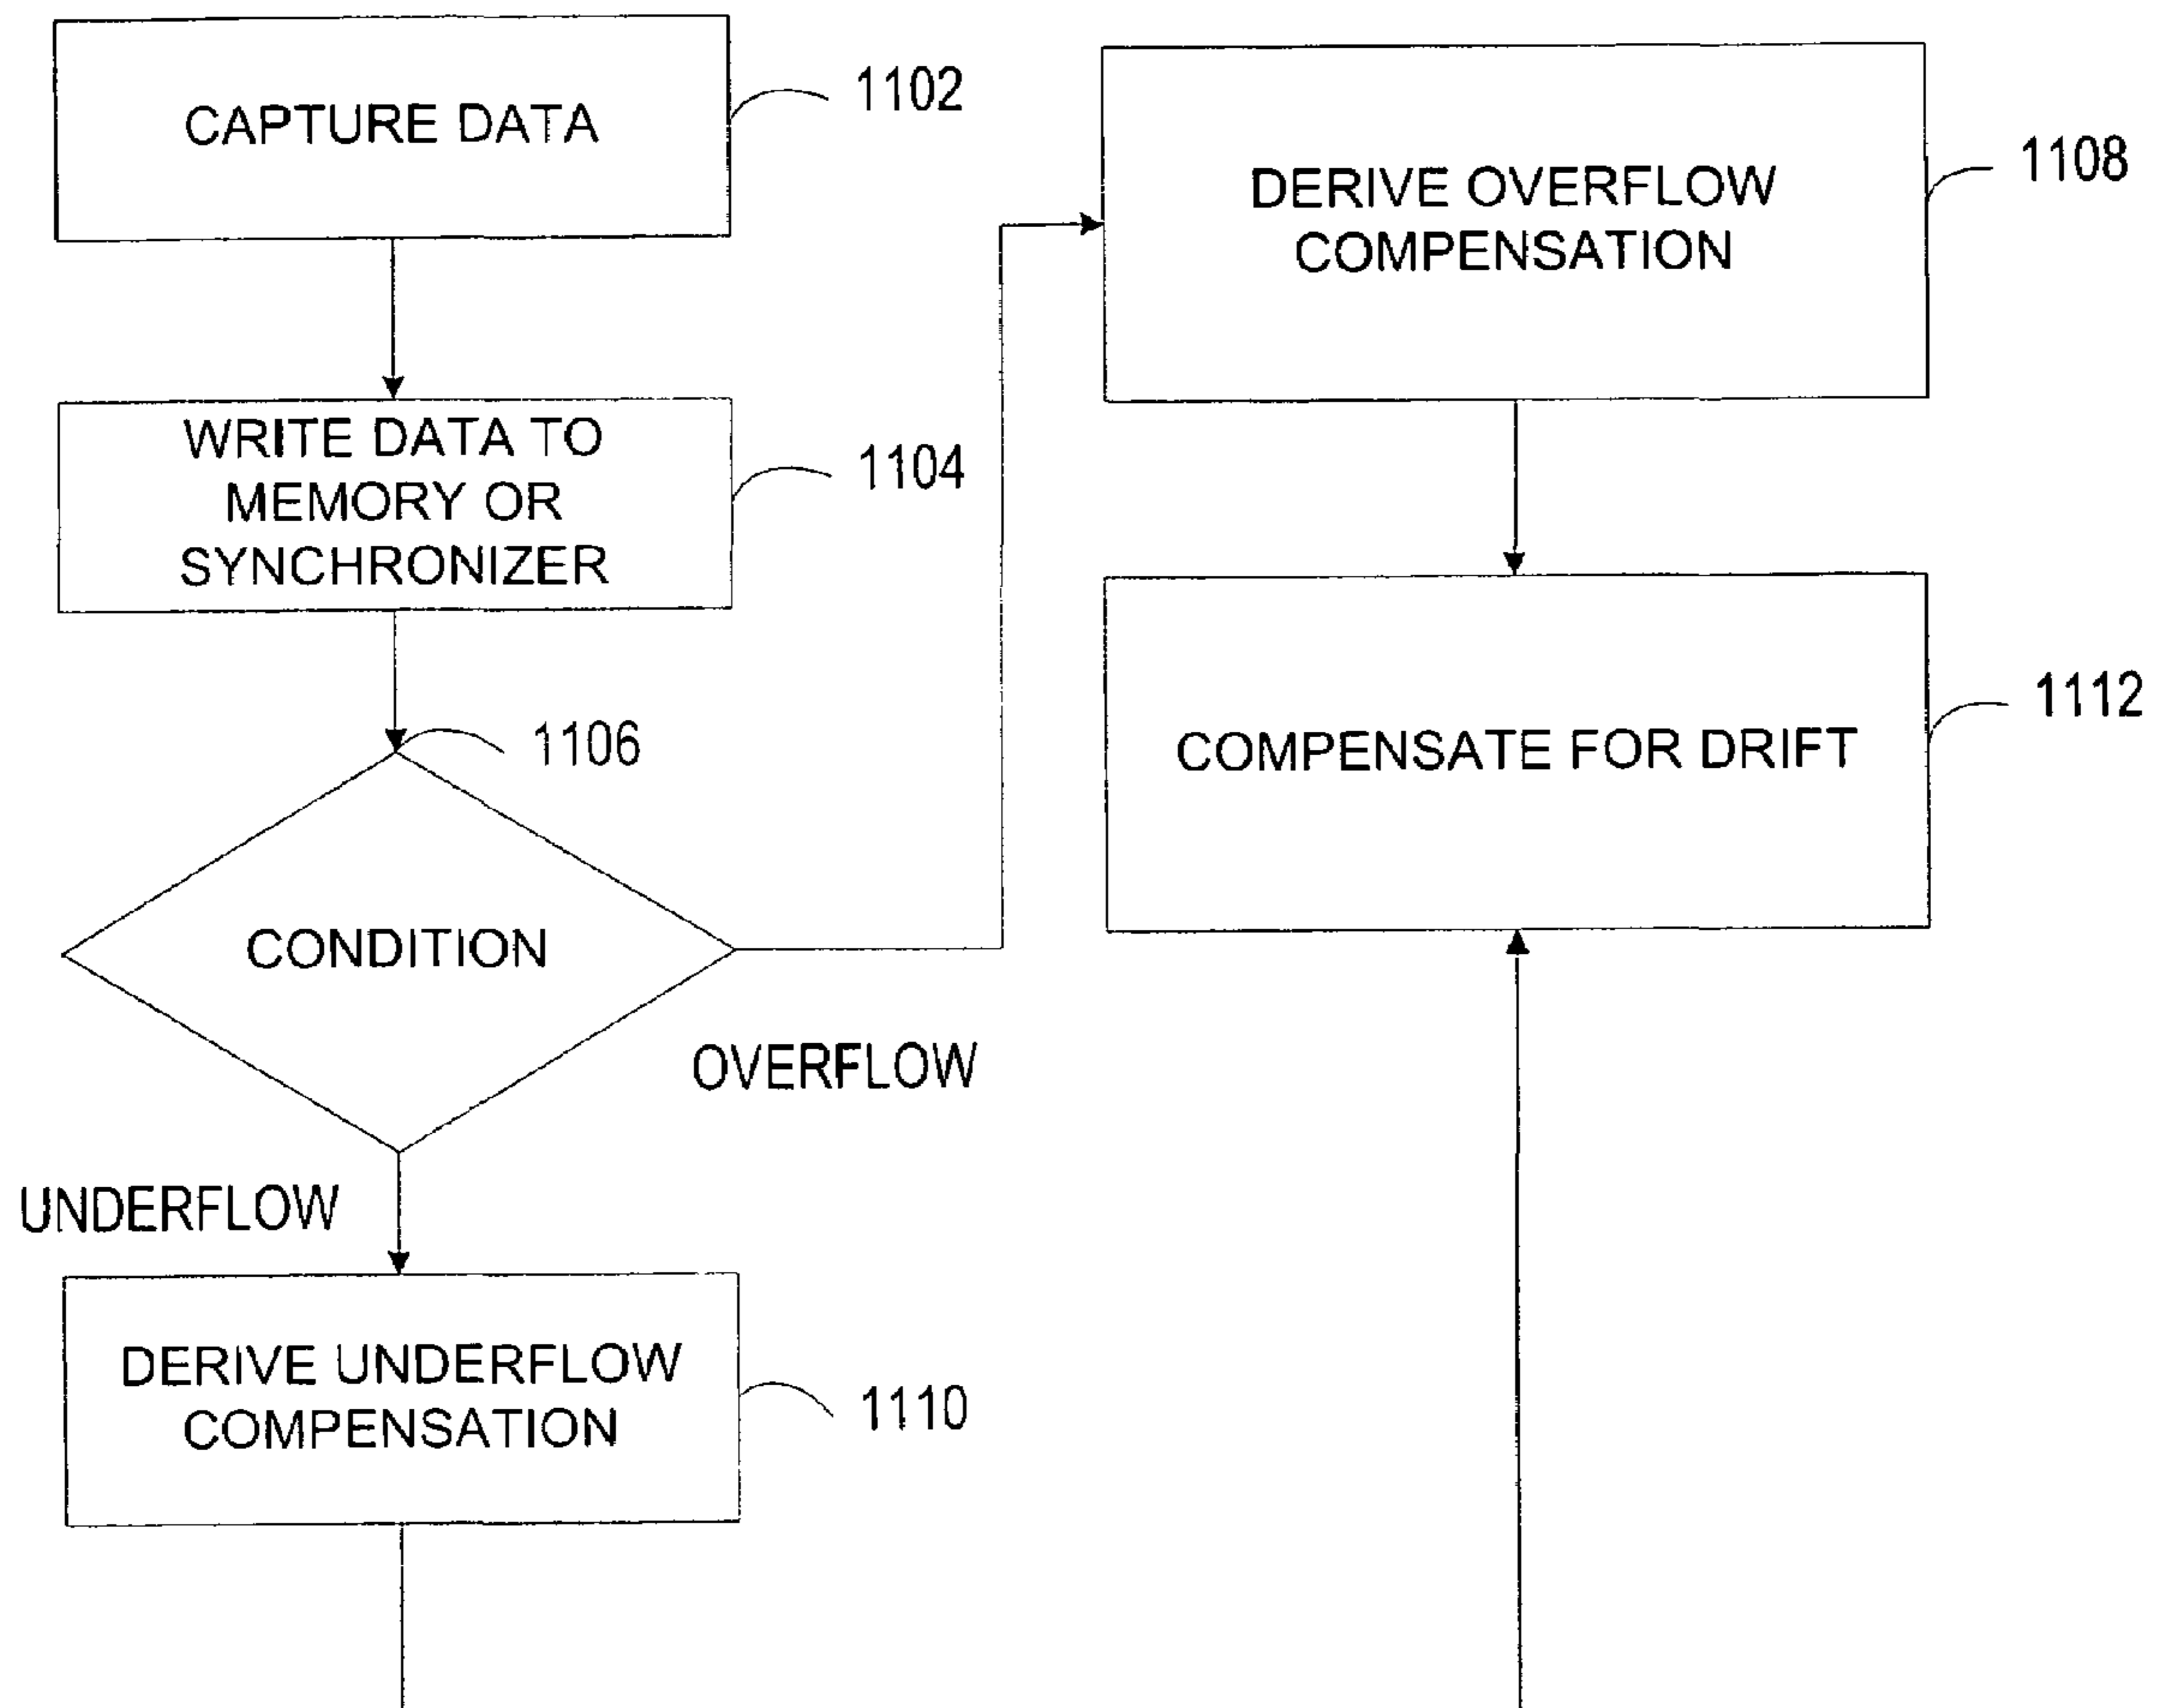 CAPTURE DATA
1102
WRITE DATA TO
MEMORY OR
SYNCHRONIZER
1104
1106
CONDITION
OVERFLOW
UNDERFLOW
DERIVE UNDERFLOW
COMPENSATION
1110
DERIVE OVERFLOW
COMPENSATION
1108
COMPENSATE FOR DRIFT
1112